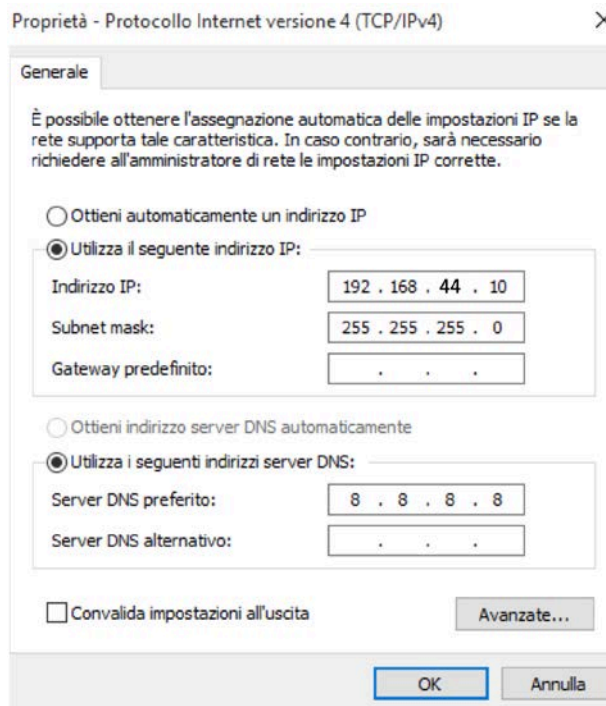 Proprietà - Protocollo Internet versione 4 (TCP/IPv4)
Generale
È possibile ottenere l'assegnazione automatica delle impostazioni IP se la
rete supporta tale caratteristica. In caso contrario, sarà necessario
richiedere all'amministratore di rete le impostazioni IP corrette.
Ottieni automaticamente un indirizzo IP
Utilizza il seguente indirizzo IP:
Indirizzo IP: 192 . 168 . 44 . 10
Subnet mask: 255 . 255 . 255 . 0
Gateway predefinito: . . .
Ottieni indirizzo server DNS automaticamente
Utilizza i seguenti indirizzi server DNS:
Server DNS preferito: 8 . 8 . 8 . 8
Server DNS alternativo: . . .
Convalida impostazioni all'uscita Avanzate...
OK Annulla